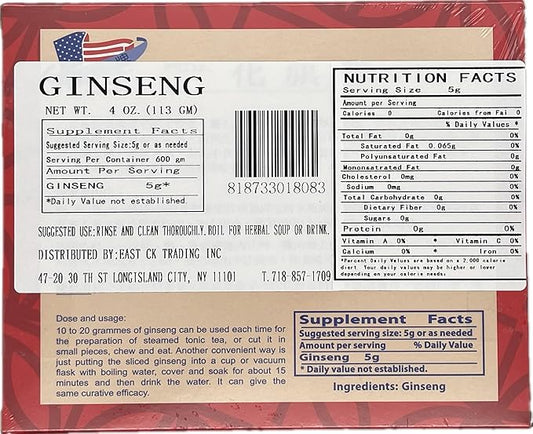 GINSENG
NET WT. 4 OZ. (113 GM)
Supplement Facts
Suggested Serving Size:5g or as needed
Serving Per Container 600 gm
Amount Per Serving
GINSENG 5g*
*Daily Value not established.
818733018083
SUGGESTED USE:RINSE AND CLEAN THOROUGHLY.BOIL FOR HERBAL SOUP OR DRINK.
DISTRIBUTED BY:EAST CK TRADING INC
47-20 30 TH ST LONGISLAND CITY, NY 11101 T.718-857-1709
NUTRITION FACTS
Serving Size 5g
Amount per Serving
Calories 0 Calories from Fai 0
% Daily Values *
Total Fat 0g 0%
Saturated Fat 0.065g 0%
Polyunsaturated Fat 0g
Monosatrated Fat 0g
Cholesterol 0mg 0%
Sodium 0mg 0%
Total Carbohydrate 0g 0%
Dietary Fiber 0g 0%
Sugars 0g
Protein 0g 0%
Vitamin A 0% * Vitamin C 0%
Calcium 0% * Iron 0%
*Percent Daily Values are based on a 2,000 calorie
diert. Your daily values may be higher or lower
depending on your calorie needs.
Dose and usage:
10 to 20 grammes of ginseng can be used each time for
the preparation of steamed tonic tea, or cut it in
small pieces, chew and eat. Another convenient way is
just putting the sliced ginseng into a cup or vacuum
flask with boiling water, cover and soak for about 15
minutes and then drink the water. It can give the
same curative efficacy.
Supplement Facts
Suggested serving size: 5g or as needed
Amount per serving % Daily Value
Ginseng 5g
* Daily value not established.
Ingredients: Ginseng